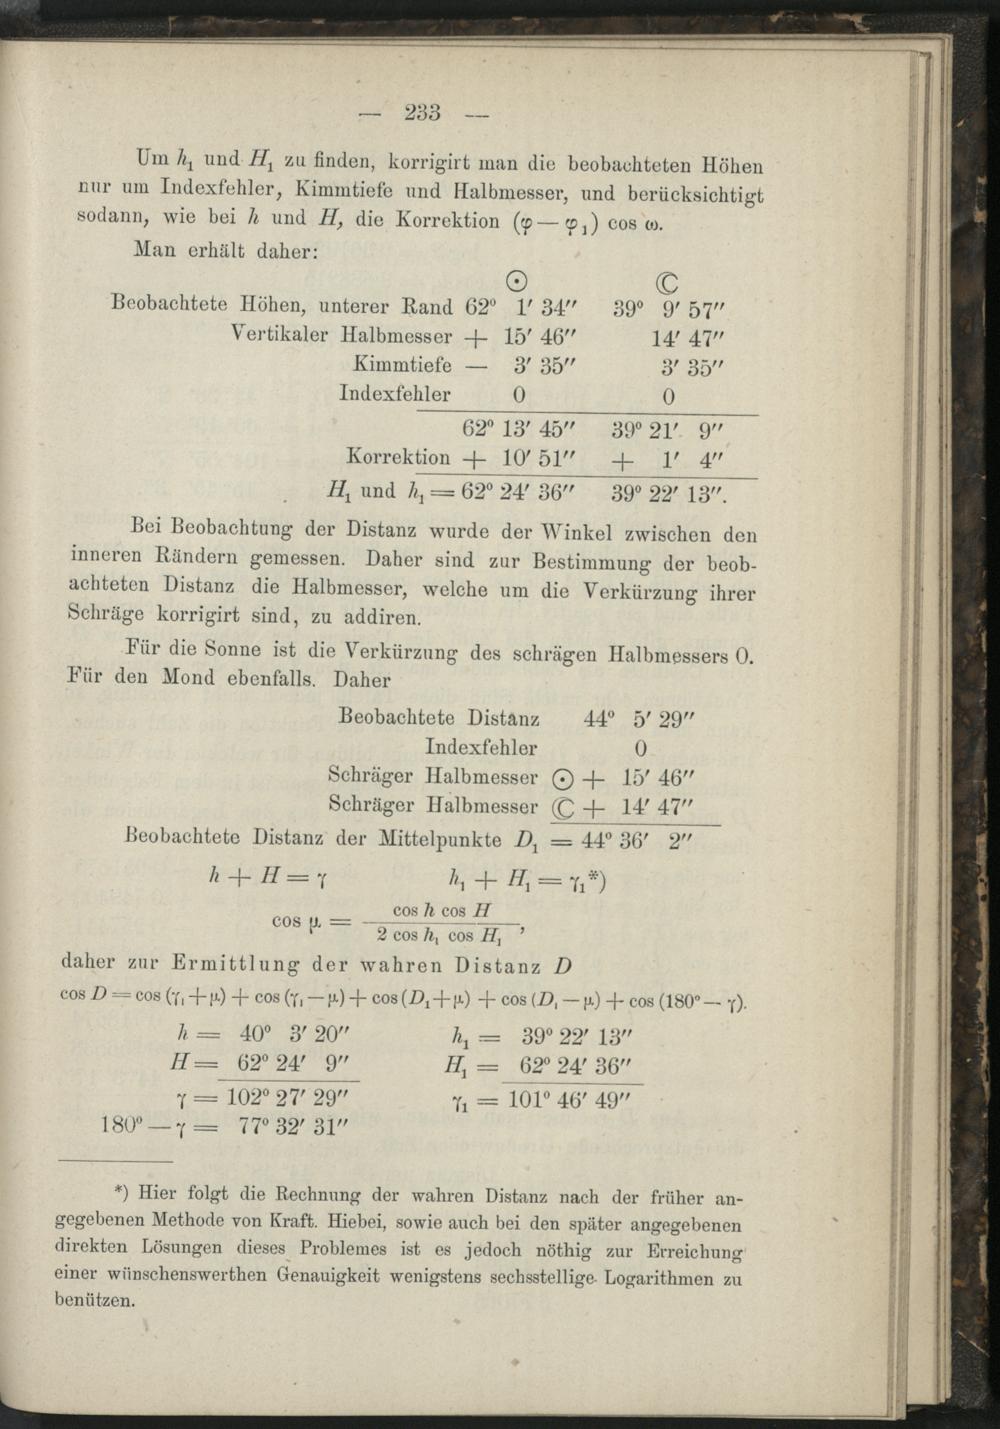 — 233 —
Um h₁ und H₁ zu finden, korrigirt man die beobachteten Höhen
nur um Indexfehler, Kimmtiefe und Halbmesser, und berücksichtigt
sodann, wie bei h und H, die Korrektion (φ — φ₁) cos ω.
Man erhält daher:
☉ ☾
Beobachtete Höhen, unterer Rand 62° 1′ 34″ 39° 9′ 57″
Vertikaler Halbmesser + 15′ 46″ 14′ 47″
Kimmtiefe — 3′ 35″ 3′ 35″
Indexfehler 0 0
62° 13′ 45″ 39° 21′ 9″
Korrektion + 10′ 51″ + 1′ 4″
H₁ und h₁ = 62° 24′ 36″ 39° 22′ 13″.
Bei Beobachtung der Distanz wurde der Winkel zwischen den
inneren Rändern gemessen. Daher sind zur Bestimmung der beob-
achteten Distanz die Halbmesser, welche um die Verkürzung ihrer
Schräge korrigirt sind, zu addiren.
Für die Sonne ist die Verkürzung des schrägen Halbmessers 0.
Für den Mond ebenfalls. Daher
Beobachtete Distanz 44° 5′ 29″
Indexfehler 0
Schräger Halbmesser ☉ + 15′ 46″
Schräger Halbmesser ☾ + 14′ 47″
Beobachtete Distanz der Mittelpunkte D₁ = 44° 36′ 2″
h + H = γ h₁ + H₁ = γ₁*)
cos μ = cos h cos H / 2 cos h₁ cos H₁ ,
daher zur Ermittlung der wahren Distanz D
cos D = cos (γ₁ + μ) + cos (γ₁ — μ) + cos (D₁ + μ) + cos (D₁ — μ) + cos (180° — γ).
h = 40° 3′ 20″ h₁ = 39° 22′ 13″
H = 62° 24′ 9″ H₁ = 62° 24′ 36″
γ = 102° 27′ 29″ γ₁ = 101° 46′ 49″
180° — γ = 77° 32′ 31″
*) Hier folgt die Rechnung der wahren Distanz nach der früher an-
gegebenen Methode von Kraft. Hiebei, sowie auch bei den später angegebenen
direkten Lösungen dieses Problemes ist es jedoch nöthig zur Erreichung
einer wünschenswerthen Genauigkeit wenigstens sechsstellige Logarithmen zu
benützen.